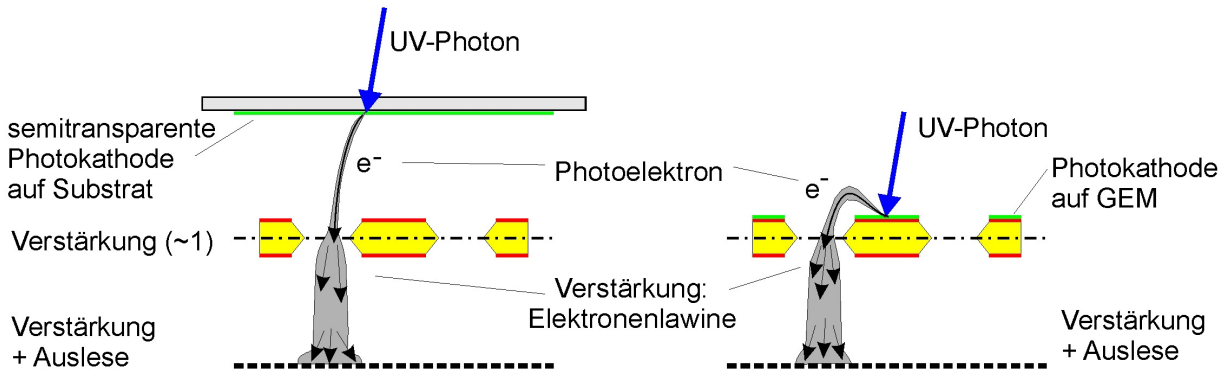 UV-Photon
semitransparente
Photokathode
auf Substrat
e-
Photoelektron
e-
UV-Photon
Photokathode
auf GEM
Verstärkung (~1)
Verstärkung:
Elektronenlawine
Verstärkung
+ Auslese
Verstärkung
+ Auslese